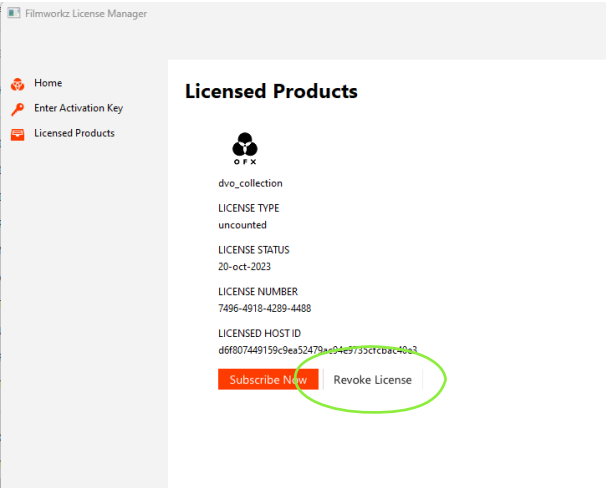 Filmworkz License Manager
Home
Enter Activation Key
Licensed Products
Licensed Products
OFX
dvo_collection
LICENSE TYPE
uncounted
LICENSE STATUS
20-oct-2023
LICENSE NUMBER
7496-4918-4289-4488
LICENSED HOST ID
d6f807449159c9ea52479ac94e9735cfcbac40e3
Subscribe Now
Revoke License